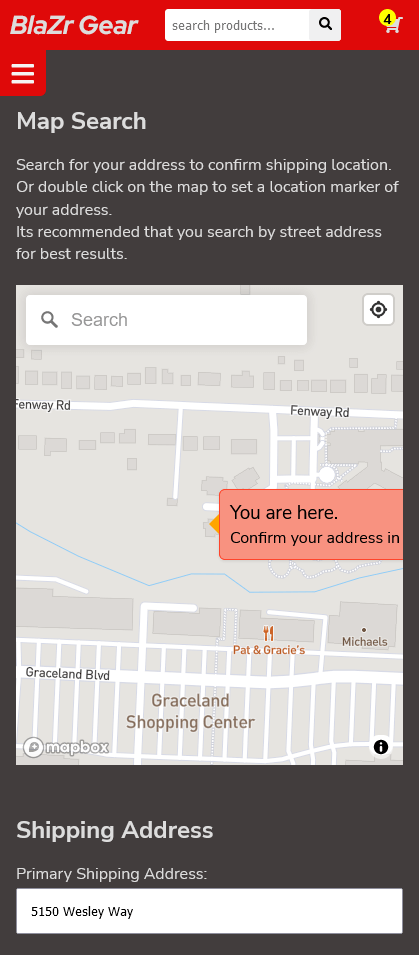 BlaZr Gear
search products...
4
Map Search
Search for your address to confirm shipping location.
Or double click on the map to set a location marker of
your address.
Its recommended that you search by street address
for best results.
Search
Fenway Rd
Fenway Rd
You are here.
Confirm your address in
Pat & Gracie's
Michaels
Graceland Blvd
Graceland
Shopping Center
mapbox
Shipping Address
Primary Shipping Address:
5150 Wesley Way